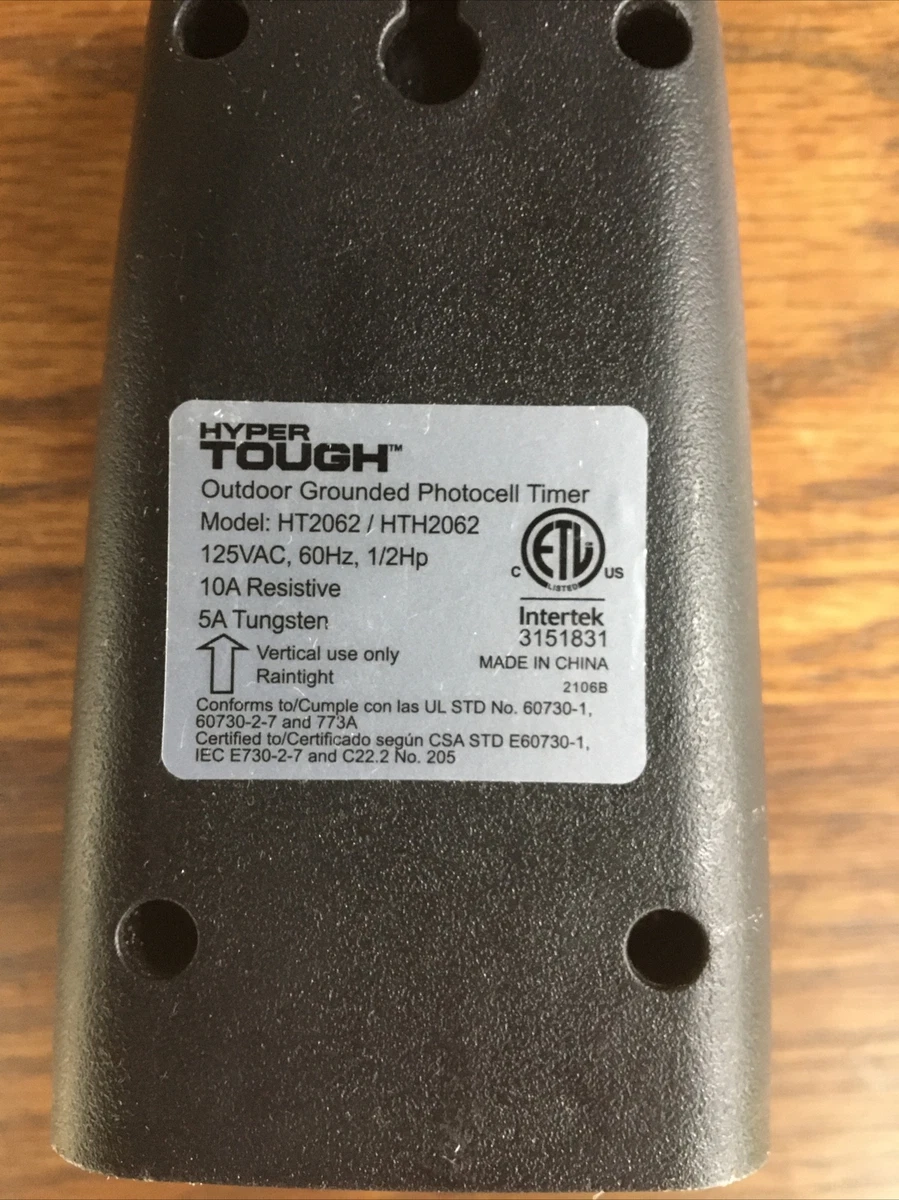 HYPER
TOUGH™
Outdoor Grounded Photocell Timer
Model: HT2062 / HTH2062
125VAC, 60Hz, 1/2Hp
10A Resistive
5A Tungsten
Vertical use only
Raintight
ETL
LISTED
C US
Intertek
3151831
MADE IN CHINA
2106B
Conforms to/Cumple con las UL STD No. 60730-1,
60730-2-7 and 773A
Certified to/Certificado según CSA STD E60730-1,
IEC E730-2-7 and C22.2 No. 205